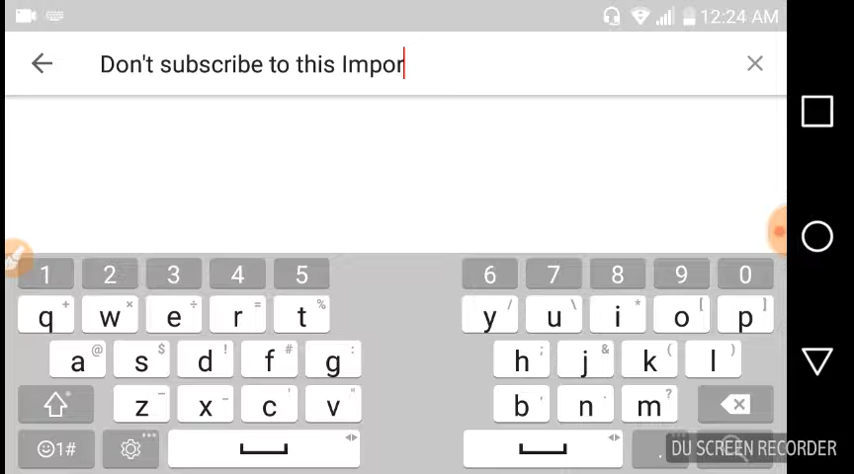 12:24 AM
Don't subscribe to this Impor
1 2 3 4 5 6 7 8 9 0
+ × ÷ = % / \ * [ ]
q w e r t y u i o p
@ $ ! # : ; & ( )
a s d f g h j k l
z x c v b n m ?
☺1# . DU SCREEN RECORDER